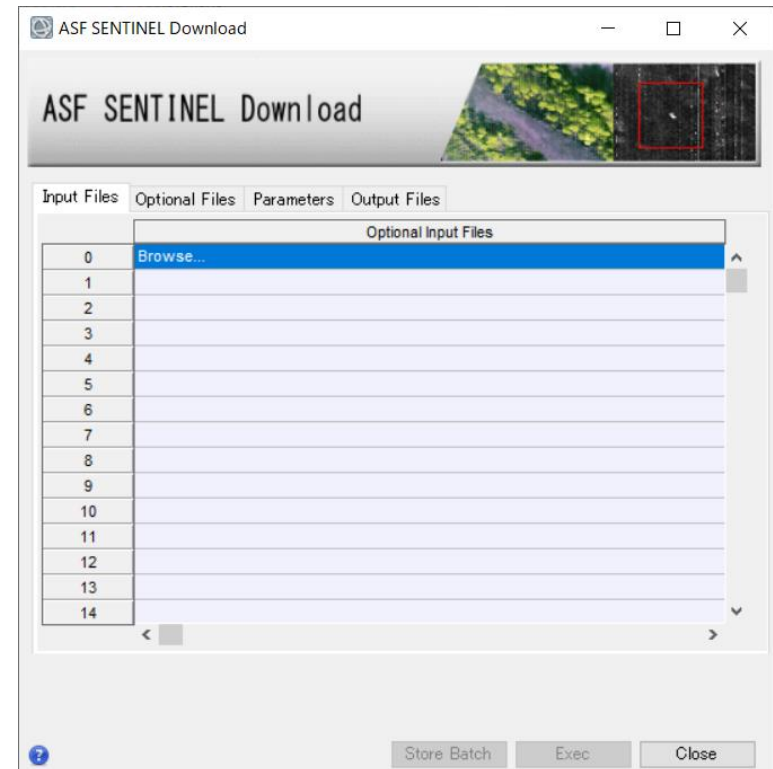 ASF SENTINEL Download
ASF SENTINEL Download
Input Files Optional Files Parameters Output Files
Optional Input Files
0 Browse...
1
2
3
4
5
6
7
8
9
10
11
12
13
14
Store Batch Exec Close